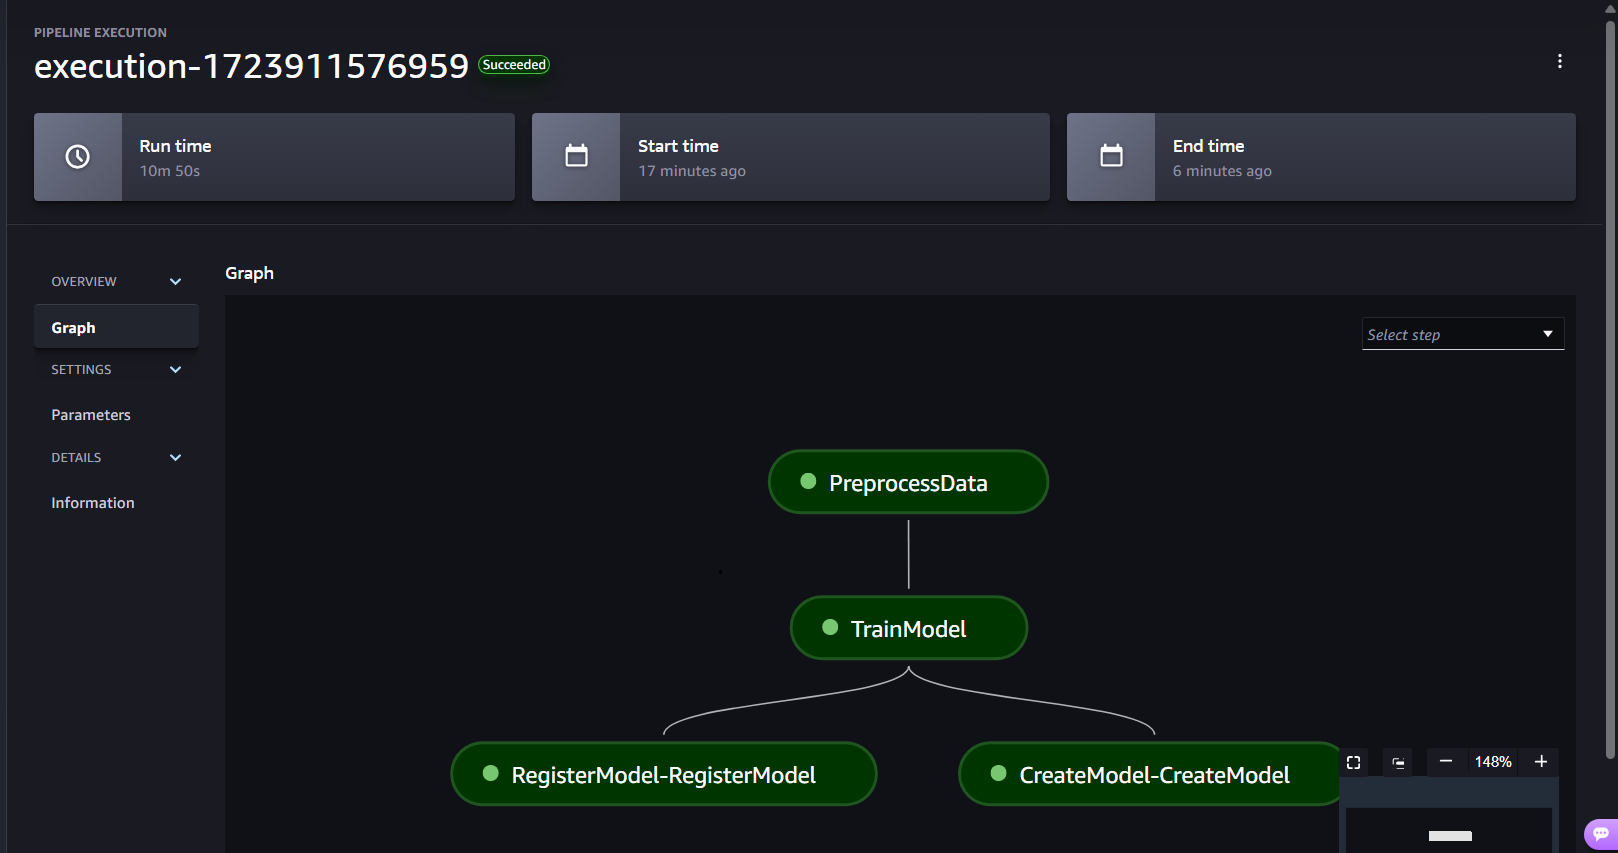 PIPELINE EXECUTION
execution-1723911576959 Succeeded
Run time
10m 50s
Start time
17 minutes ago
End time
6 minutes ago
OVERVIEW
Graph
SETTINGS
Parameters
DETAILS
Information
Graph
Select step
PreprocessData
TrainModel
RegisterModel-RegisterModel
CreateModel-CreateModel
148%